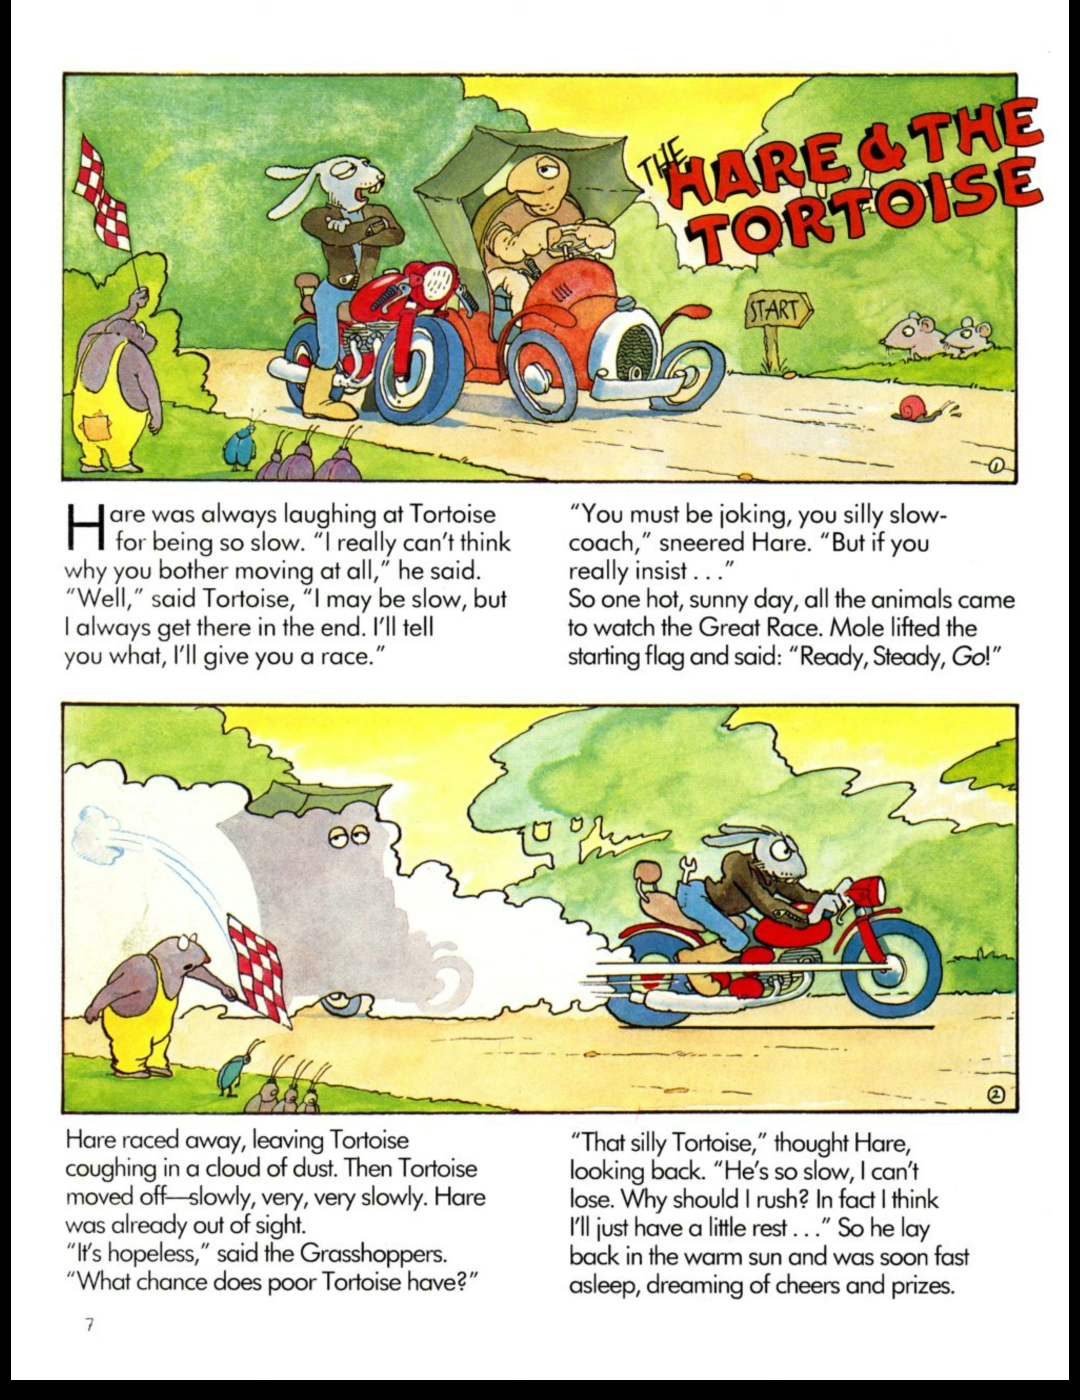 THE
HARE & THE
TORTOISE
START
1
Hare was always laughing at Tortoise
for being so slow. “I really can’t think
why you bother moving at all,” he said.
“Well,” said Tortoise, “I may be slow, but
I always get there in the end. I’ll tell
you what, I’ll give you a race.”
“You must be joking, you silly slow-
coach,” sneered Hare. “But if you
really insist . . .”
So one hot, sunny day, all the animals came
to watch the Great Race. Mole lifted the
starting flag and said: “Ready, Steady, Go!”
2
Hare raced away, leaving Tortoise
coughing in a cloud of dust. Then Tortoise
moved off—slowly, very, very slowly. Hare
was already out of sight.
“It’s hopeless,” said the Grasshoppers.
“What chance does poor Tortoise have?”
“That silly Tortoise,” thought Hare,
looking back. “He’s so slow, I can’t
lose. Why should I rush? In fact I think
I’ll just have a little rest . . .” So he lay
back in the warm sun and was soon fast
asleep, dreaming of cheers and prizes.
7